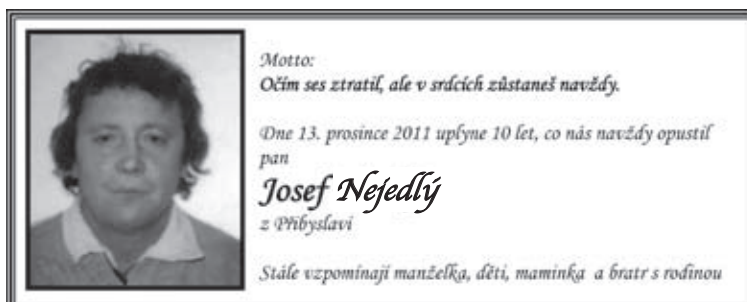 Motto:
Očím ses ztratil, ale v srdcích zůstaneš navždy.
Dne 13. prosince 2011 uplyne 10 let, co nás navždy opustil
pan
Josef Nejedlý
z Přibyslavi
Stále vzpomínají manželka, děti, maminka a bratr s rodinou